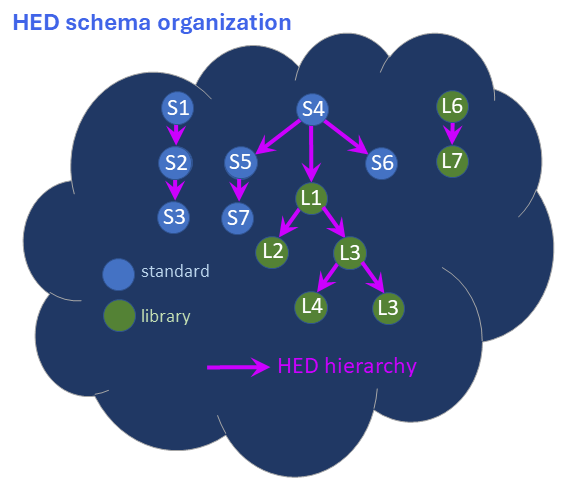 HED schema organization
S1
S4
L6
S2
S5
S6
L7
L1
S3
S7
L2
L3
standard
L4
L3
library
HED hierarchy